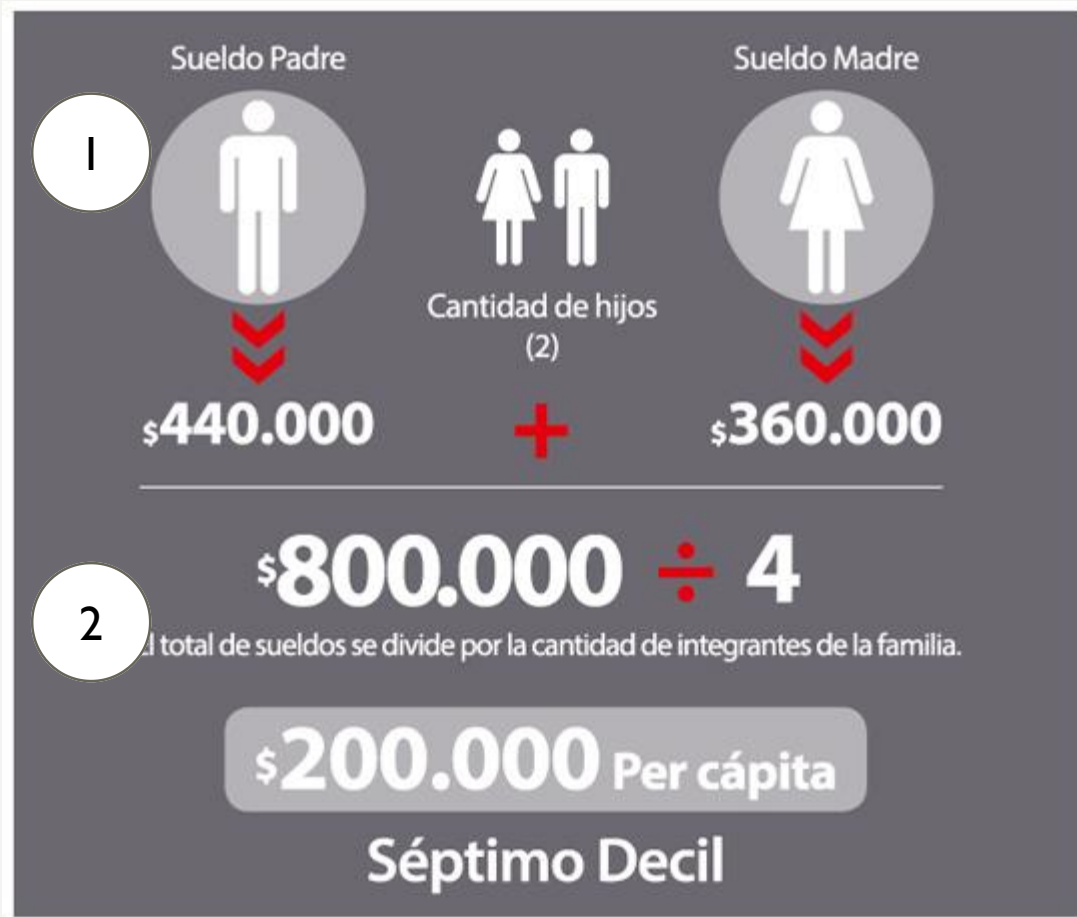 Sueldo Padre
Sueldo Madre
1
Cantidad de hijos
(2)
$440.000
+
$360.000
$800.000 ÷ 4
2
total de sueldos se divide por la cantidad de integrantes de la familia.
$200.000 Per cápita
Séptimo Decil